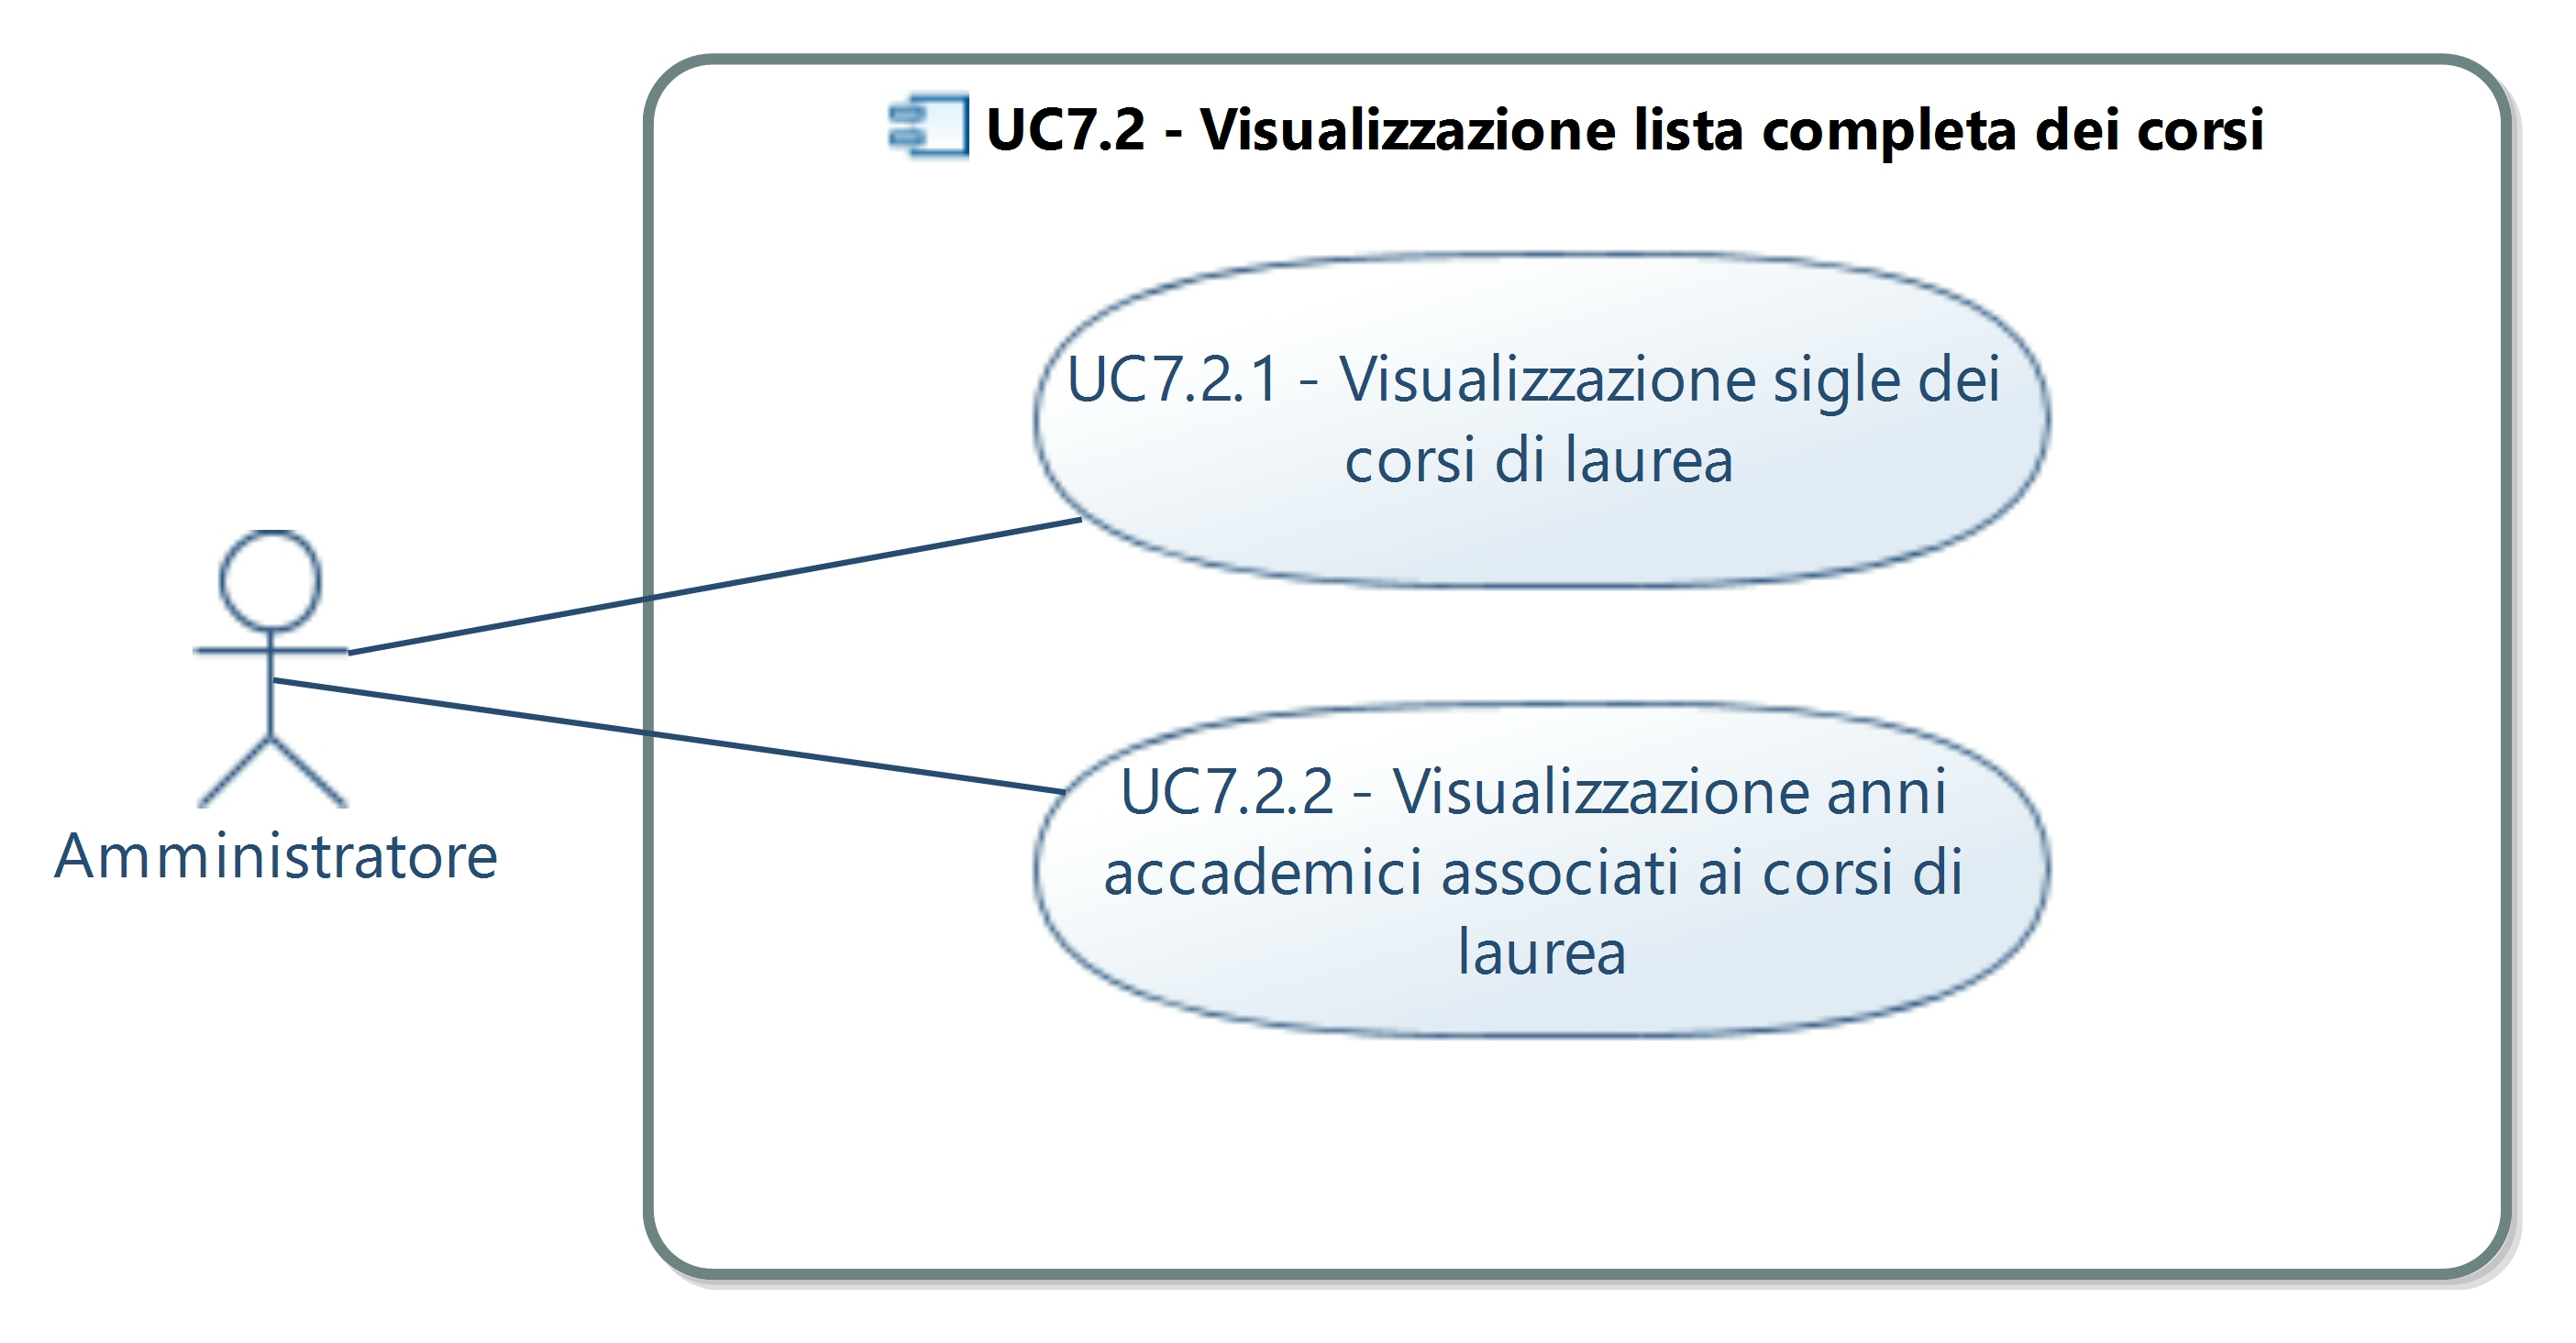 UC7.2 - Visualizzazione lista completa dei corsi
UC7.2.1 - Visualizzazione sigle dei
corsi di laurea
Amministratore
UC7.2.2 - Visualizzazione anni
accademici associati ai corsi di
laurea